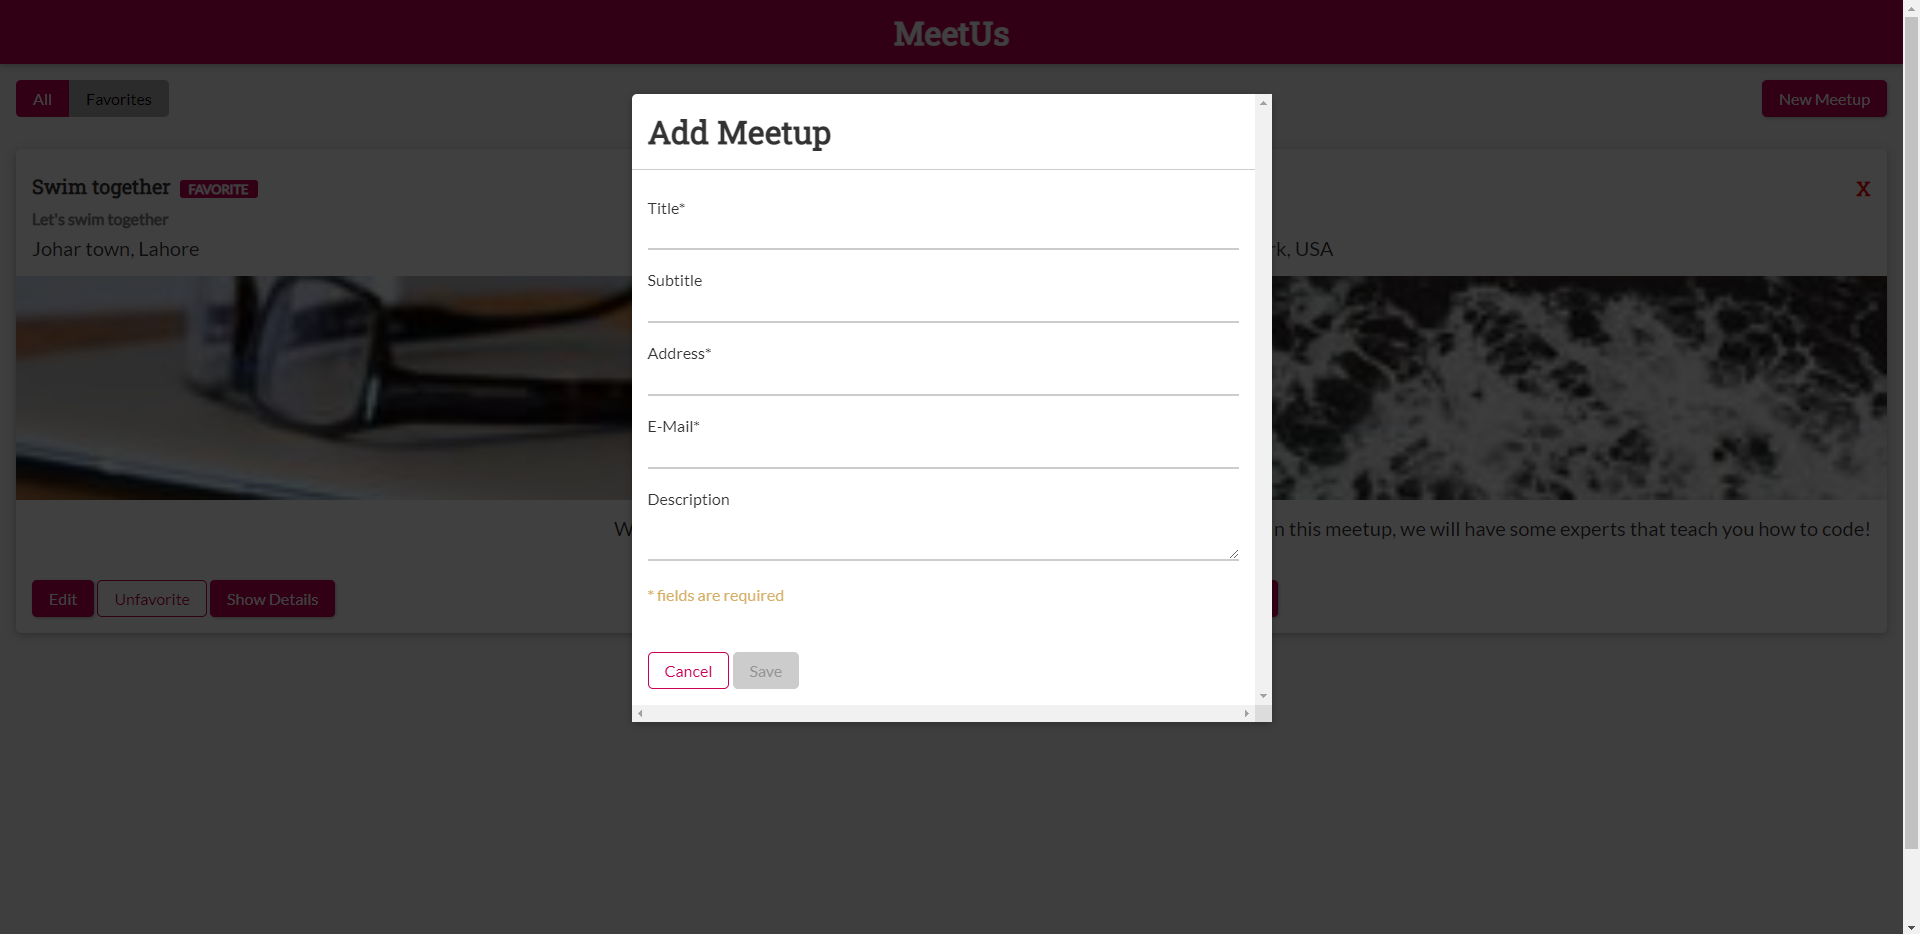 MeetUs
All Favorites New Meetup
Add Meetup
Swim together FAVORITE X
Let's swim together
Johar town, Lahore rk, USA
Title*
Subtitle
Address*
E-Mail*
Description
W n this meetup, we will have some experts that teach you how to code!
* fields are required
Edit Unfavorite Show Details
Cancel Save